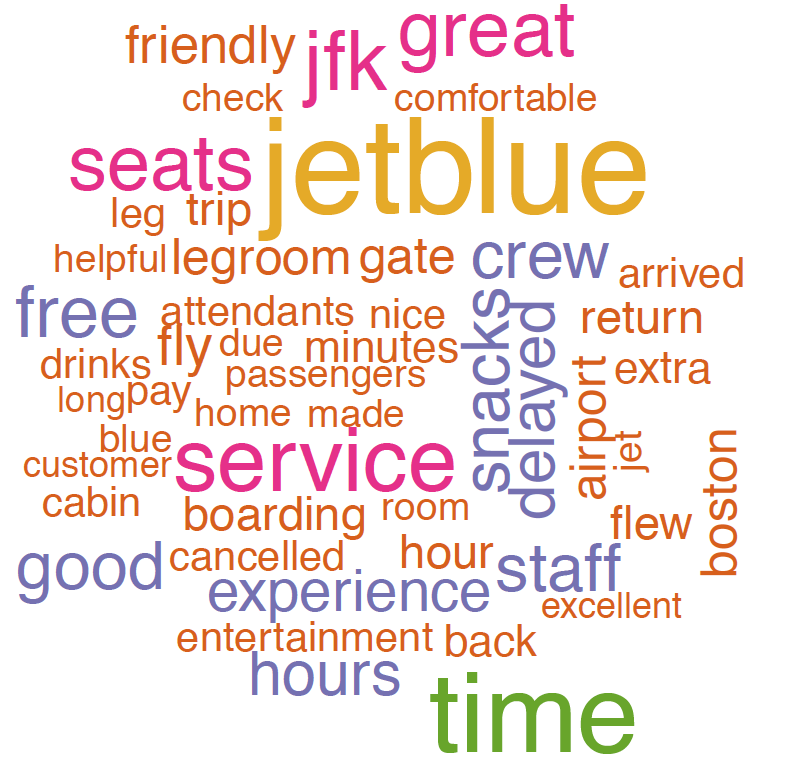 friendly jfk great
check comfortable
seats jetblue
leg trip
helpful legroom gate crew arrived
free attendants nice snacks delayed return
drinks fly due minutes airport extra
long pay passengers
home made jet
blue service boston
customer
cabin boarding room flew
good cancelled hour staff
experience excellent
entertainment back
hours time